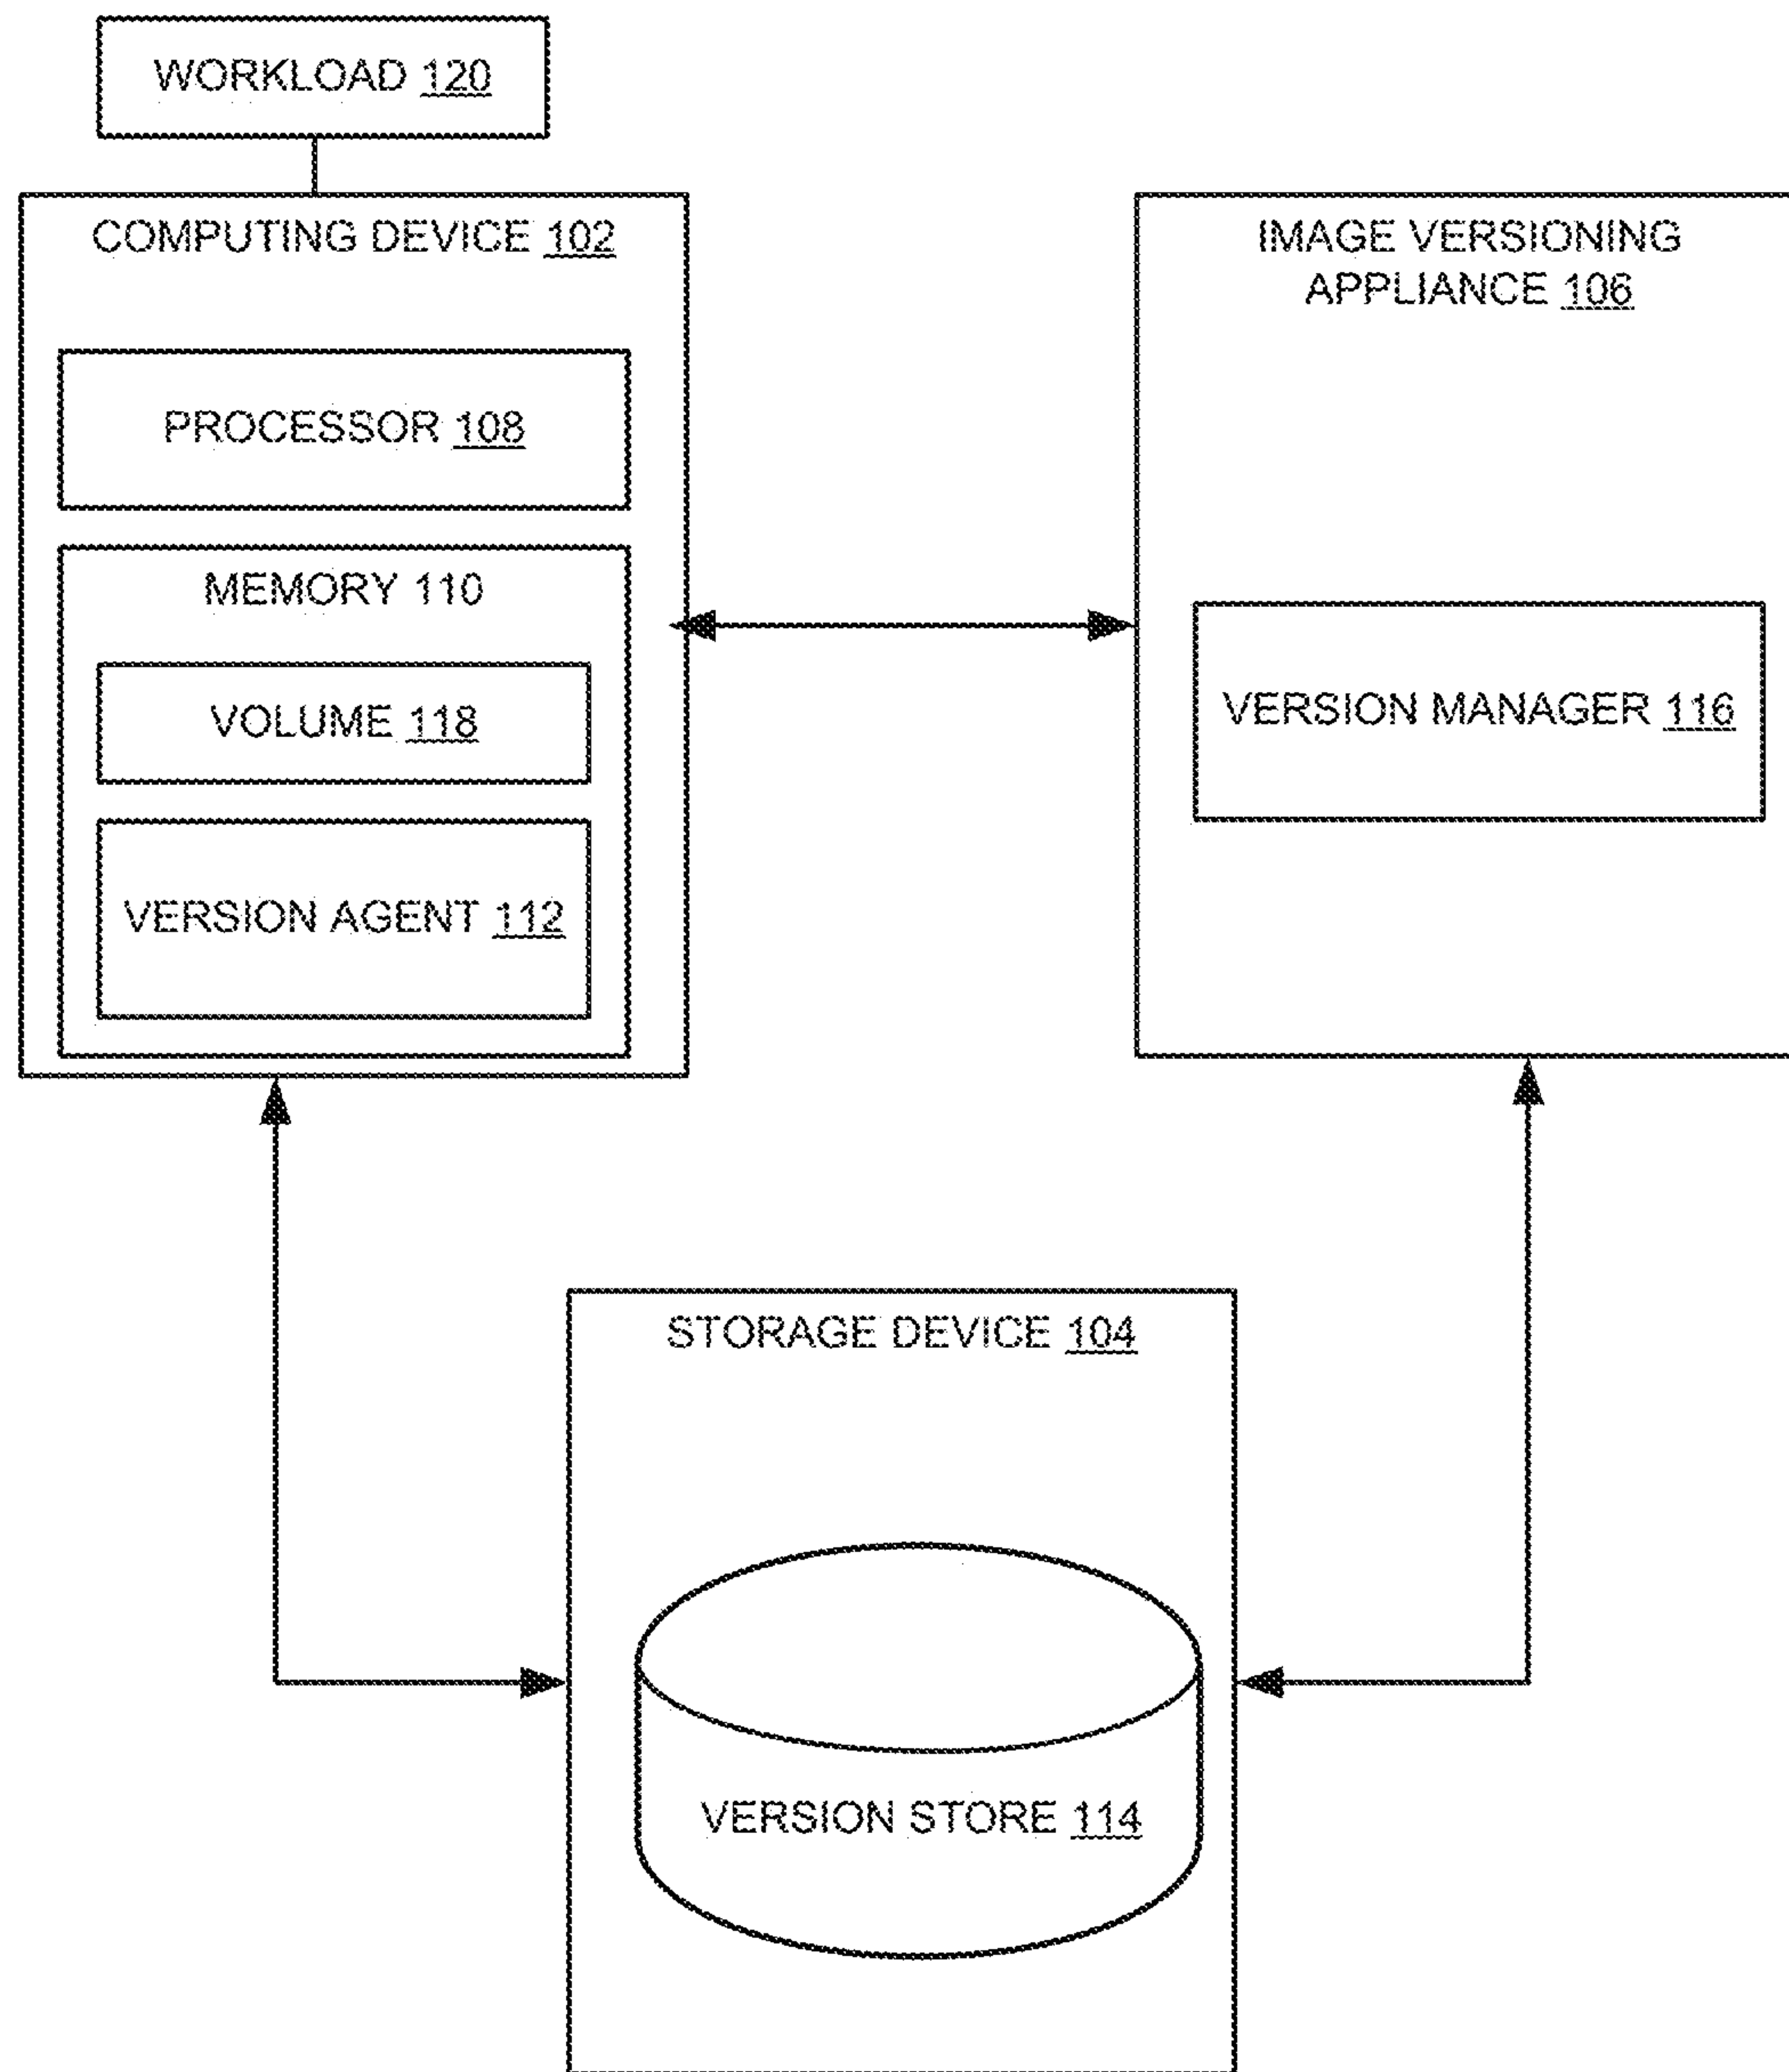 WORKLOAD 120
COMPUTING DEVICE 102
PROCESSOR 108
MEMORY 110
VOLUME 118
VERSION AGENT 112
IMAGE VERSIONING
APPLIANCE 106
VERSION MANAGER 116
STORAGE DEVICE 104
VERSION STORE 114